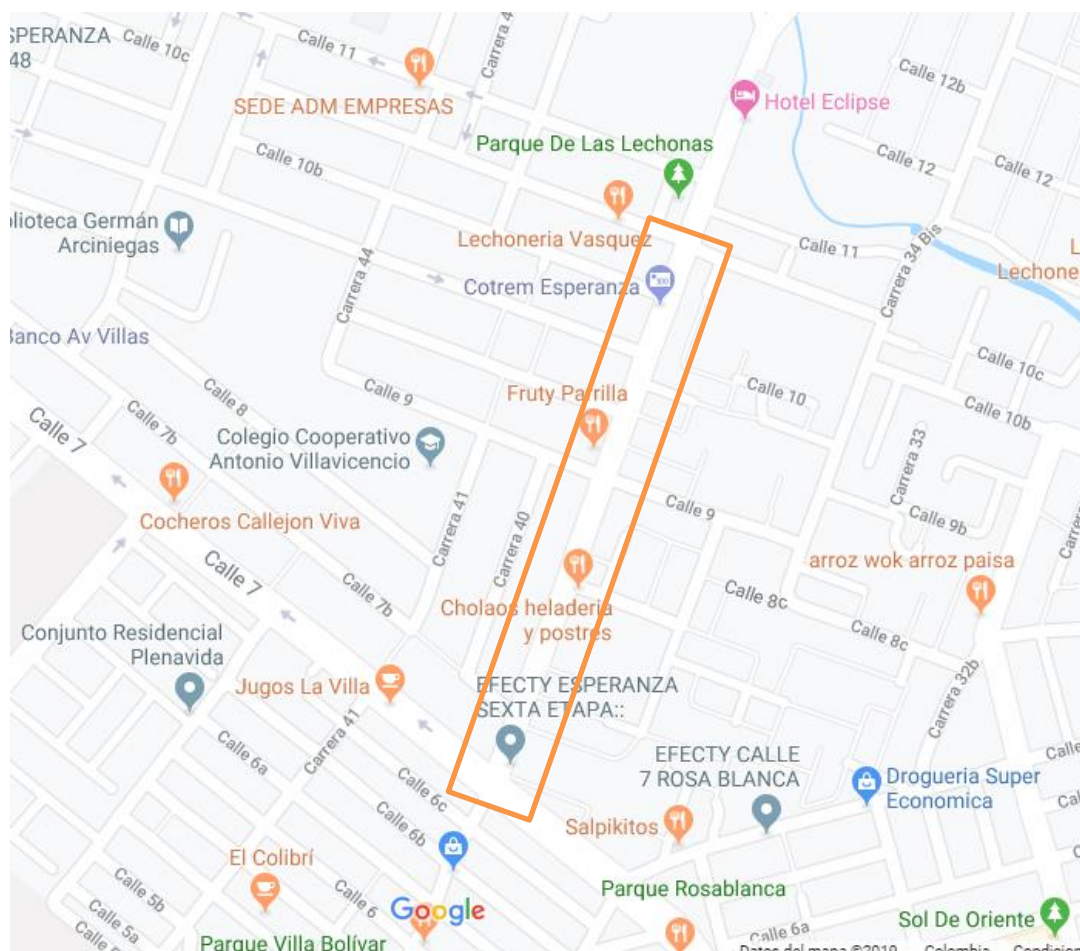 SPERANZA
48
Calle 10c
Calle 11
Carrera 4
SEDE ADM EMPRESAS
Hotel Eclipse
Calle 12b
Parque De Las Lechonas
Calle 10b
Calle 12
Calle 12
blioteca Germán
Arciniegas
Lechoneria Vasquez
Calle 11
Carrera 34 Bis
L
Lechone
Carrera 44
Cotrem Esperanza
Banco Av Villas
Calle 10c
Calle 8
Calle 9
Fruty Parrilla
Calle 10
Calle 10b
Calle 7
Calle 7b
Colegio Cooperativo
Antonio Villavicencio
Carrera 33
Cocheros Callejon Viva
Carrera 41
Carrera 40
Calle 9
Calle 9b
Carrera
Calle 7
arroz wok arroz paisa
Calle 7b
Cholaos heladeria
y postres
Calle 8c
Calle 8c
Conjunto Residencial
Plenavida
Jugos La Villa
EFECTY ESPERANZA
SEXTA ETAPA::
Carrera 32b
Carrera 41
Calle 6a
Calle 6c
EFECTY CALLE
7 ROSA BLANCA
Calle
Drogueria Super
Economica
Cal
Calle 6b
Salpikitos
El Colibrí
Calle 5b
Calle 6
Parque Rosablanca
Google
Calle 5a
Calle 6a
Sol De Oriente
Parque Villa Bolívar
Datos del mapa ©2019 Colombia Condicion